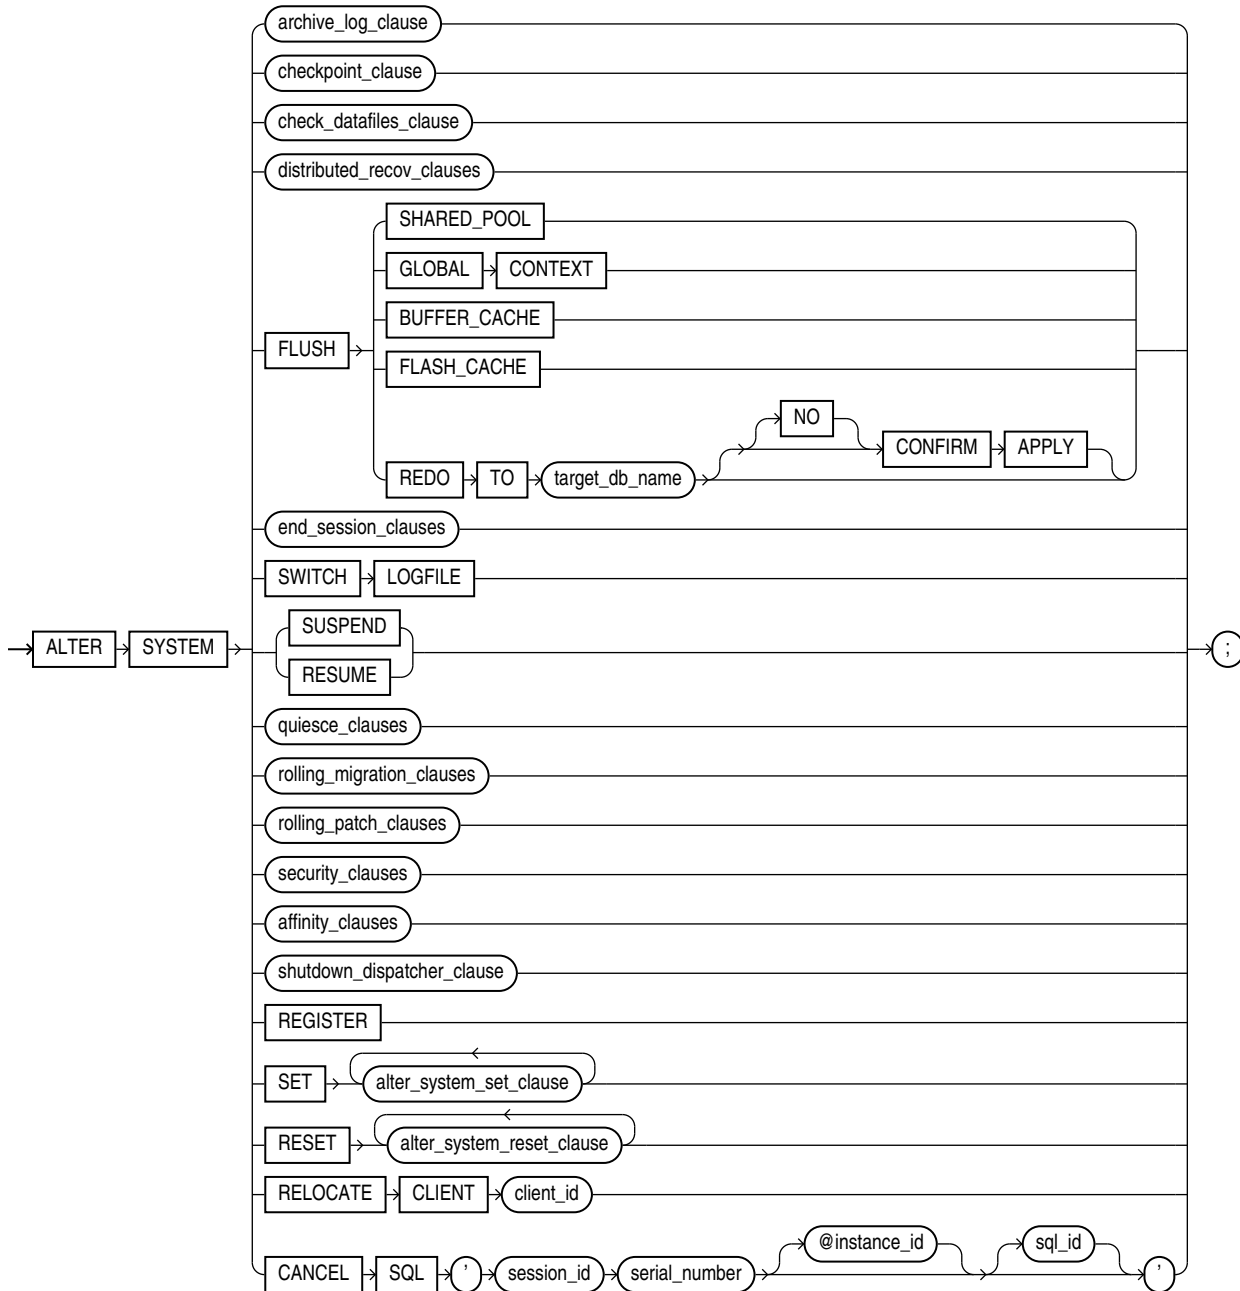 archive_log_clause
checkpoint_clause
check_datafiles_clause
distributed_recov_clauses
SHARED_POOL
GLOBAL CONTEXT
BUFFER_CACHE
FLUSH
FLASH_CACHE
NO
CONFIRM APPLY
REDO TO target_db_name
end_session_clauses
SWITCH LOGFILE
SUSPEND
ALTER SYSTEM ;
RESUME
quiesce_clauses
rolling_migration_clauses
rolling_patch_clauses
security_clauses
affinity_clauses
shutdown_dispatcher_clause
REGISTER
SET alter_system_set_clause
RESET alter_system_reset_clause
RELOCATE CLIENT client_id
@instance_id sql_id
CANCEL SQL ' session_id serial_number '